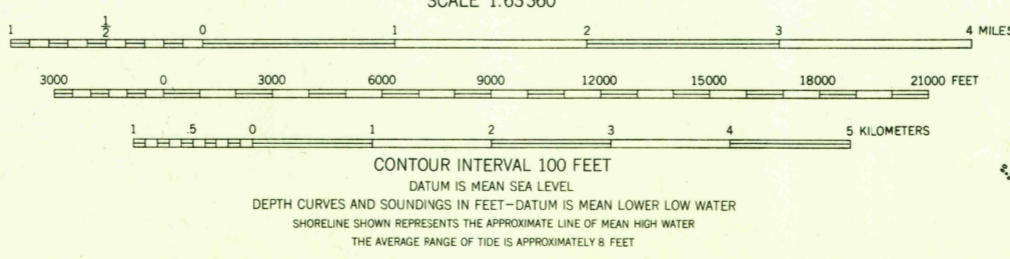 SCALE 1:63360
1 1/2 0 1 2 3 4 MILES
3000 0 3000 6000 9000 12000 15000 18000 21000 FEET
1 .5 0 1 2 3 4 5 KILOMETERS
CONTOUR INTERVAL 100 FEET
DATUM IS MEAN SEA LEVEL
DEPTH CURVES AND SOUNDINGS IN FEET—DATUM IS MEAN LOWER LOW WATER
SHORELINE SHOWN REPRESENTS THE APPROXIMATE LINE OF MEAN HIGH WATER
THE AVERAGE RANGE OF TIDE IS APPROXIMATELY 8 FEET